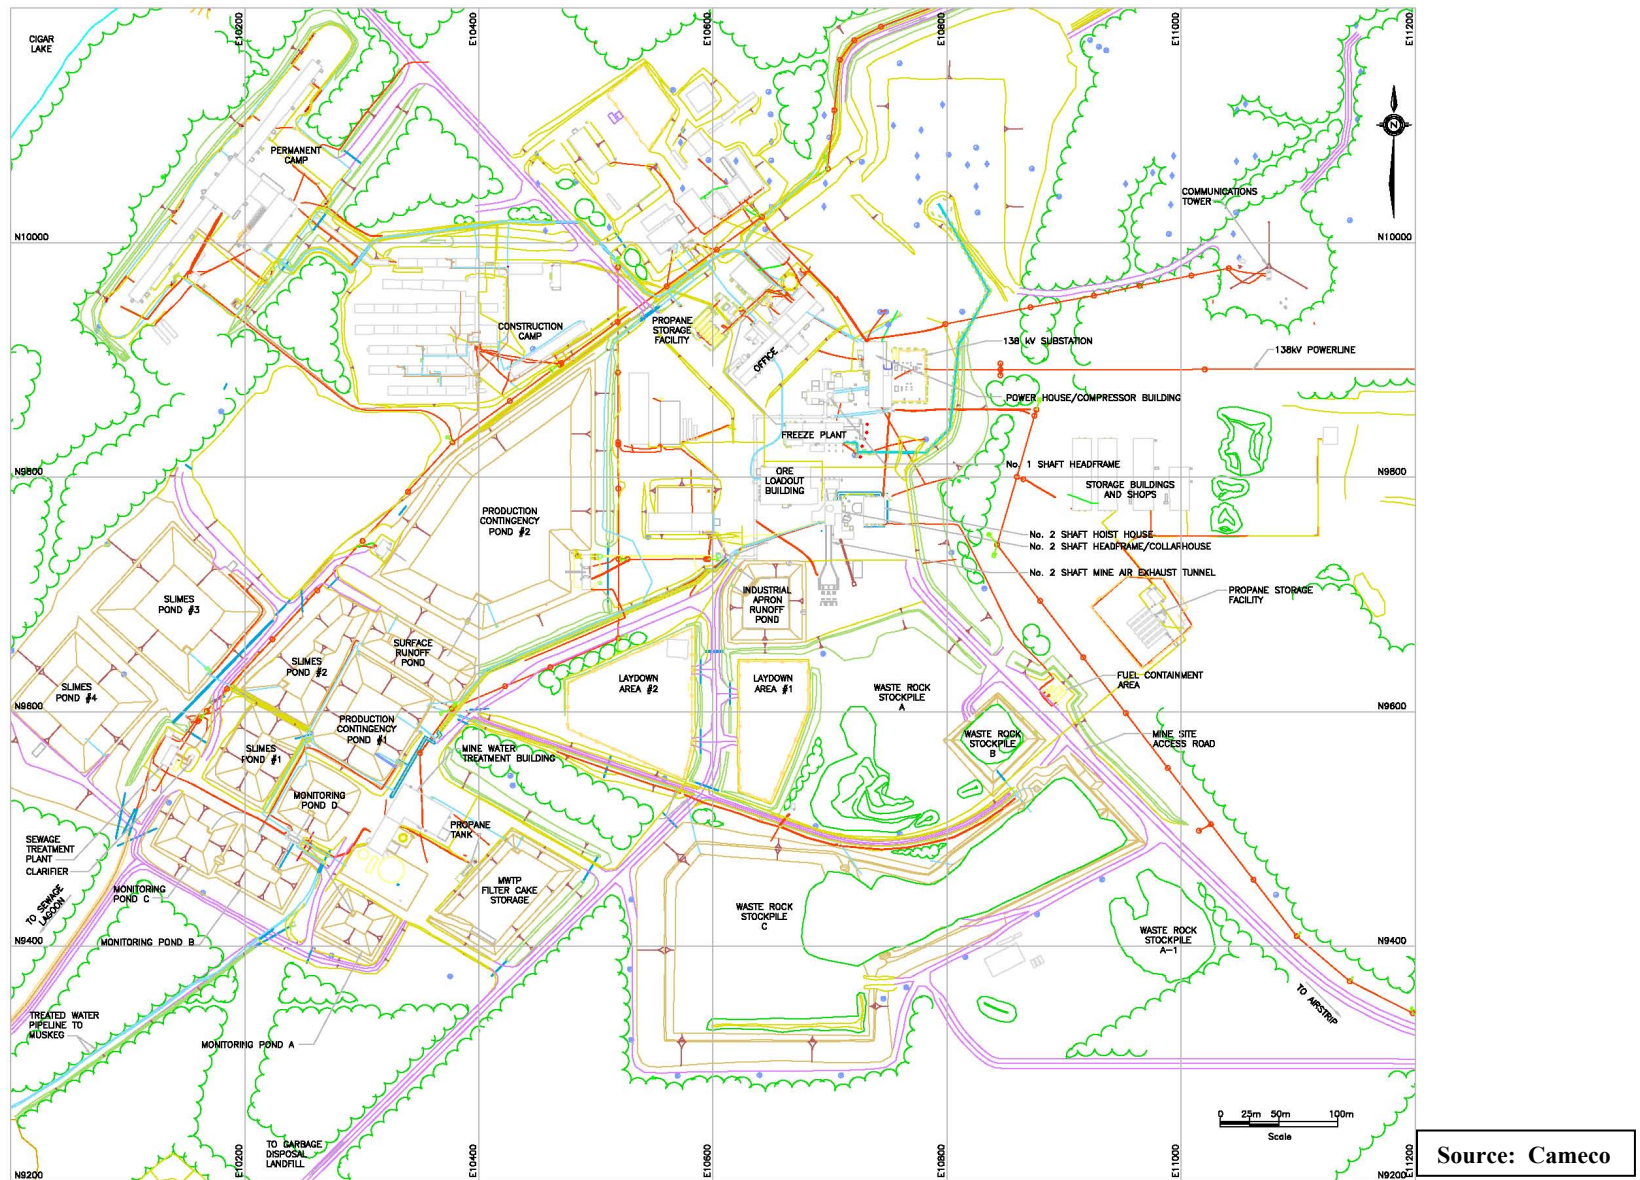 CIGAR
LAKE
E10200
E10400
E10600
E10800
E11000
E11200
PERMANENT
CAMP
N
COMMUNICATIONS
TOWER
N10000
N10000
CONSTRUCTION
CAMP
PROPANE
STORAGE
FACILITY
OFFICE
138 kV SUBSTATION
138kV POWERLINE
POWER HOUSE/COMPRESSOR BUILDING
FREEZE PLANT
No. 1 SHAFT HEADFRAME
N9800
N9800
ORE
LOADOUT
BUILDING
STORAGE BUILDINGS
AND SHOPS
PRODUCTION
CONTINGENCY
POND #2
No. 2 SHAFT HOIST HOUSE
No. 2 SHAFT HEADFRAME/COLLARHOUSE
No. 2 SHAFT MINE AIR EXHAUST TUNNEL
SLIMES
POND #3
INDUSTRIAL
APRON
RUNOFF
POND
PROPANE STORAGE
FACILITY
SURFACE
RUNOFF
POND
SLIMES
POND #2
SLIMES
POND #4
LAYDOWN
AREA #2
LAYDOWN
AREA #1
WASTE ROCK
STOCKPILE
A
FUEL CONTAINMENT
AREA
N9600
N9600
PRODUCTION
CONTINGENCY
POND #1
SLIMES
POND #1
MINE WATER
TREATMENT BUILDING
WASTE ROCK
STOCKPILE
B
MINE SITE
ACCESS ROAD
MONITORING
POND D
PROPANE
TANK
SEWAGE
TREATMENT
PLANT
CLARIFIER
MONITORING
POND C
MWTP
FILTER CAKE
STORAGE
TO SEWAGE
LAGOON
WASTE ROCK
STOCKPILE
C
WASTE ROCK
STOCKPILE
A-1
MONITORING POND B
N9400
N9400
TO AIRSTRIP
TREATED WATER
PIPELINE TO
MUSKEG
MONITORING POND A
0 25m 50m 100m
Scale
TO GARBAGE
DISPOSAL
LANDFILL
N9200
E10200
E10400
E10600
E10800
E11000
N9200
E11200
Source: Cameco